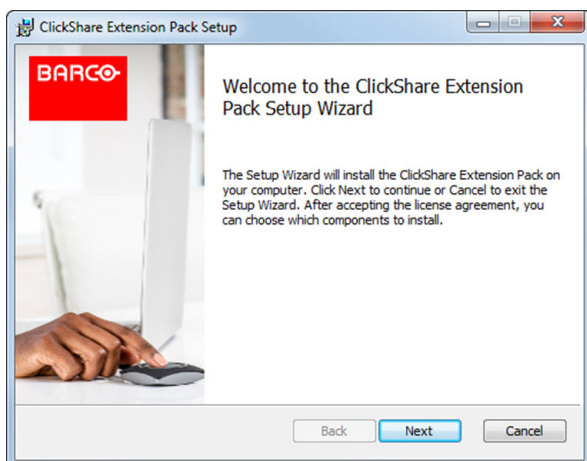 ClickShare Extension Pack Setup
BARCO
Welcome to the ClickShare Extension
Pack Setup Wizard
The Setup Wizard will install the ClickShare Extension Pack on
your computer. Click Next to continue or Cancel to exit the
Setup Wizard. After accepting the license agreement, you
can choose which components to install.
Back
Next
Cancel